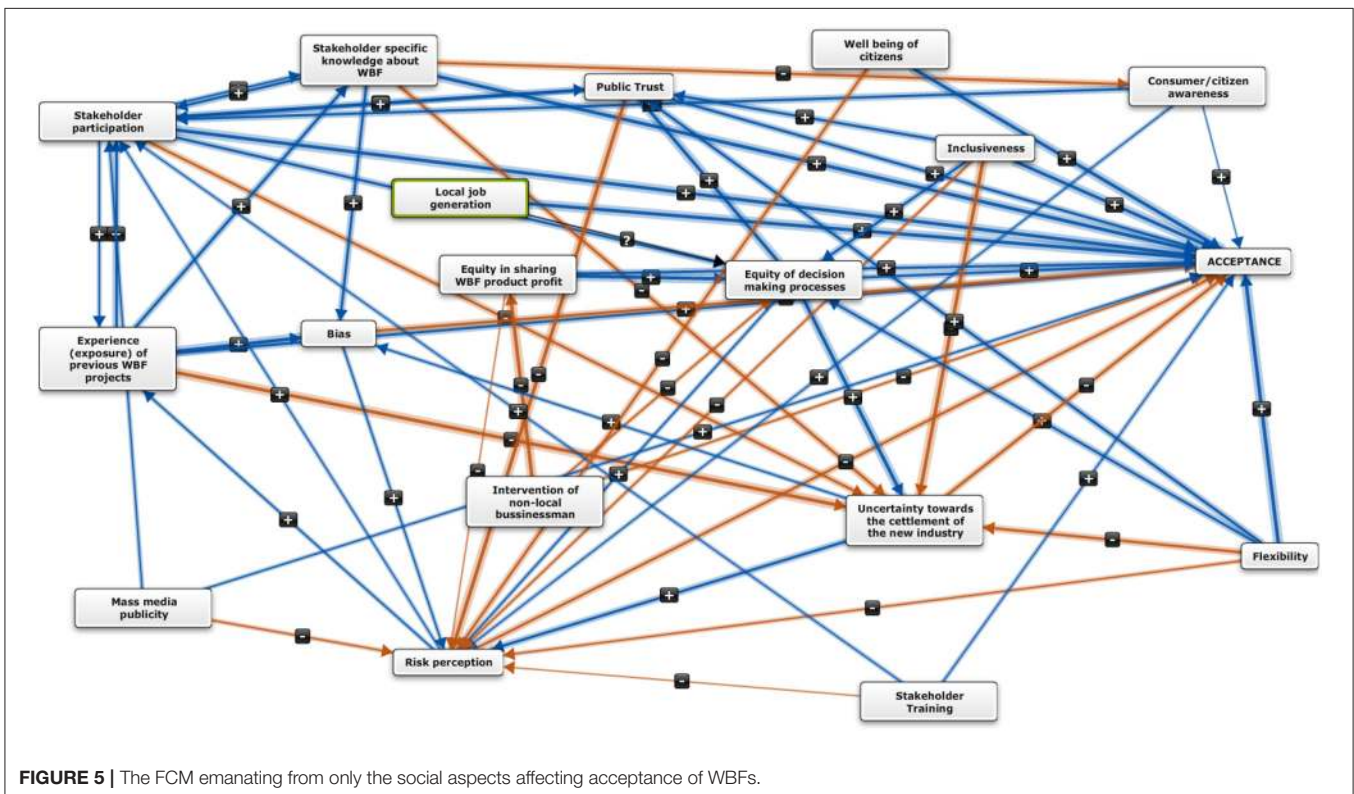 Stakeholder specific
knowledge about
WBF
Well being of
citizens
Public Trust
Consumer/citizen
awareness
Stakeholder
participation
Inclusiveness
Local job
generation
?
Equity in sharing
WBF product profit
Equity of decision
making processes
ACCEPTANCE
Experience
(exposure) of
previous WBF
projects
Bias
Intervention of
non-local
bussinessman
Uncertainty towards
the cettlement of
the new industry
Flexibility
Mass media
publicity
Risk perception
Stakeholder
Training
FIGURE 5 | The FCM emanating from only the social aspects affecting acceptance of WBFs.